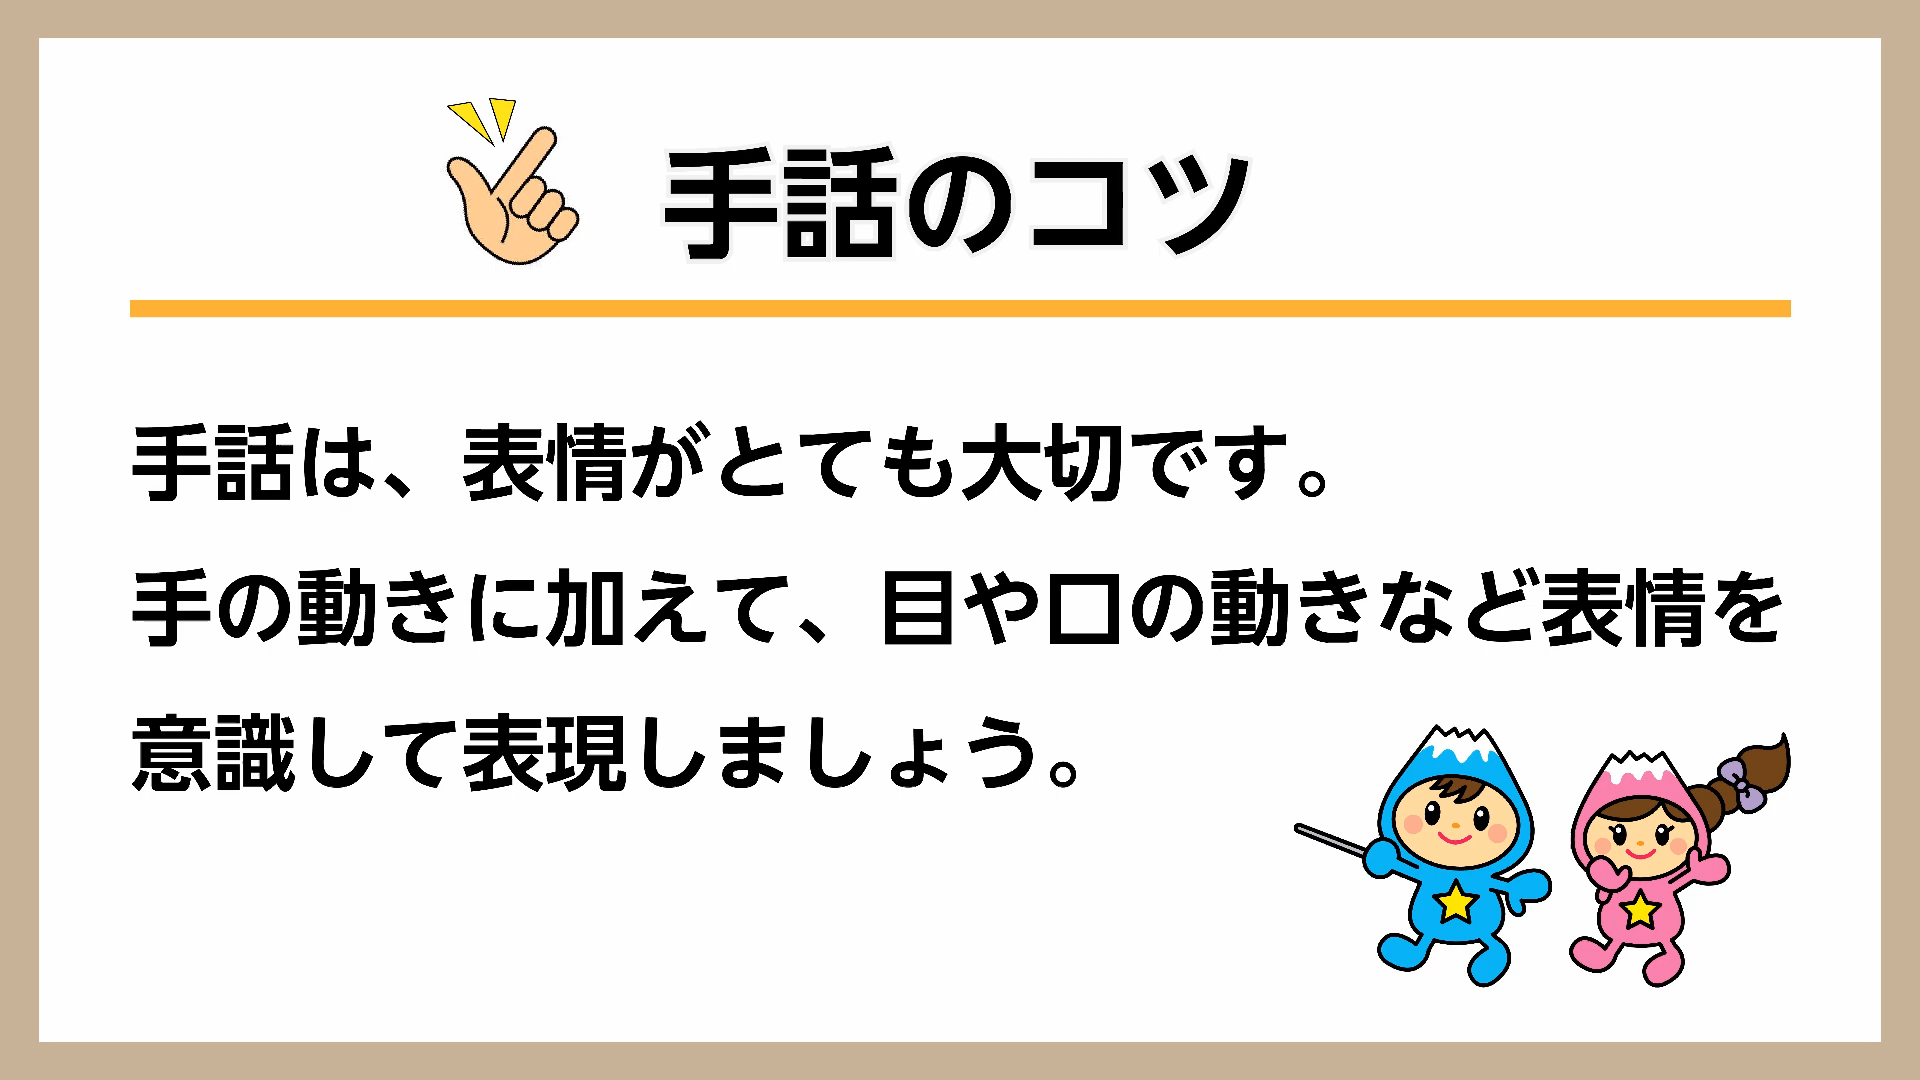 手話のコツ
手話は、表情がとても大切です。
手の動きに加えて、目や口の動きなど表情を
意識して表現しましょう。